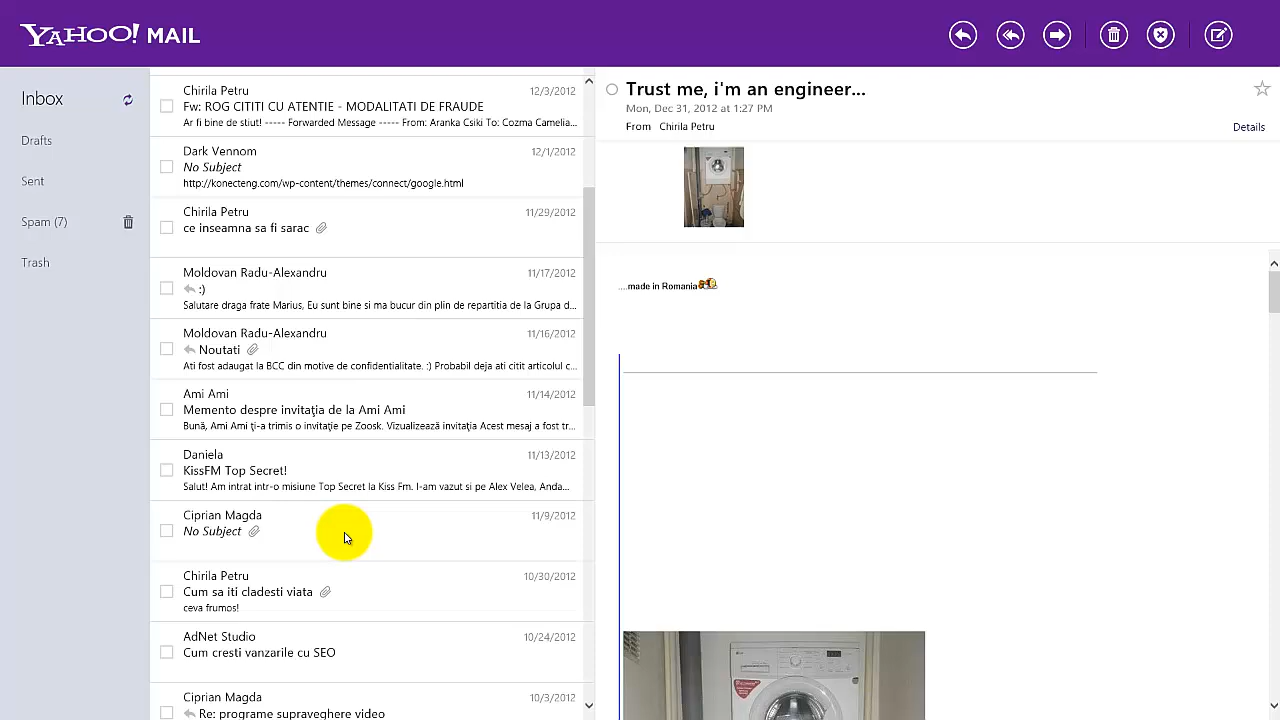 YAHOO! MAIL
Inbox
Drafts
Sent
Spam (7)
Trash
Chirila Petru 12/3/2012
Fw: ROG CITITI CU ATENTIE - MODALITATI DE FRAUDE
Ar fi bine de stiut! ----- Forwarded Message ----- From: Aranka Csiki To: Cozma Camelia...
Dark Vennom 12/1/2012
No Subject
http://konecteng.com/wp-content/themes/connect/google.html
Chirila Petru 11/29/2012
ce inseamna sa fi sarac
Moldovan Radu-Alexandru 11/17/2012
:)
Salutare draga frate Marius, Eu sunt bine si ma bucur din plin de repartitia de la Grupa d...
Moldovan Radu-Alexandru 11/16/2012
Noutati
Ati fost adaugat la BCC din motive de confidentialitate. :) Probabil deja ati citit articolul c...
Ami Ami 11/14/2012
Memento despre invitaţia de la Ami Ami
Bună, Ami Ami ţi-a trimis o invitaţie pe Zoosk. Vizualizează invitaţia Acest mesaj a fost tr...
Daniela 11/13/2012
KissFM Top Secret!
Salut! Am intrat intr-o misiune Top Secret la Kiss Fm. I-am vazut si pe Alex Velea, Anda...
Ciprian Magda 11/9/2012
No Subject
Chirila Petru 10/30/2012
Cum sa iti cladesti viata
ceva frumos!
AdNet Studio 10/24/2012
Cum cresti vanzarile cu SEO
Ciprian Magda 10/3/2012
Re: programe supraveghere video
Trust me, i'm an engineer...
Mon, Dec 31, 2012 at 1:27 PM
From Chirila Petru
Details
....made in Romania